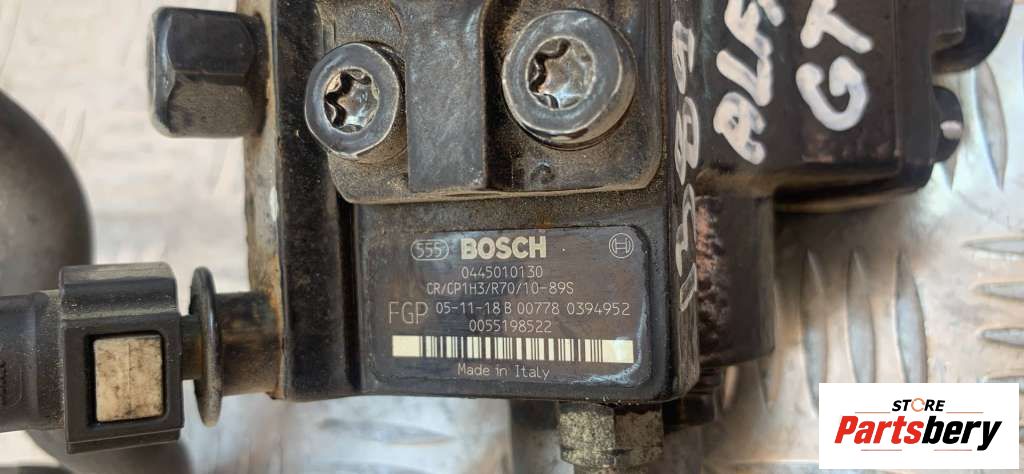 555 BOSCH
0445010130
CR/CP1H3/R70/10-89S
FGP 05-11-18 B 00778 0394952
0055198522
Made in Italy
GT
STORE
Partsbery